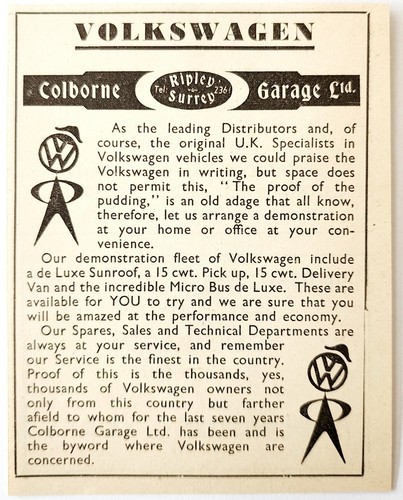 VOLKSWAGEN
Colborne Ripley Tel: 2361 Surrey Garage Ltd.
As the leading Distributors and, of
course, the original U.K. Specialists in
Volkswagen vehicles we could praise the
Volkswagen in writing, but space does
not permit this, "The proof of the
pudding," is an old adage that all know,
therefore, let us arrange a demonstration
at your home or office at your con-
venience.
Our demonstration fleet of Volkswagen include
a de Luxe Sunroof, a 15 cwt. Pick up, 15 cwt. Delivery
Van and the incredible Micro Bus de Luxe. These are
available for YOU to try and we are sure that you
will be amazed at the performance and economy.
Our Spares, Sales and Technical Departments are
always at your service, and remember
our Service is the finest in the country.
Proof of this is the thousands, yes,
thousands of Volkswagen owners not
only from this country but farther
afield to whom for the last seven years
Colborne Garage Ltd. has been and is
the byword where Volkswagen are
concerned.